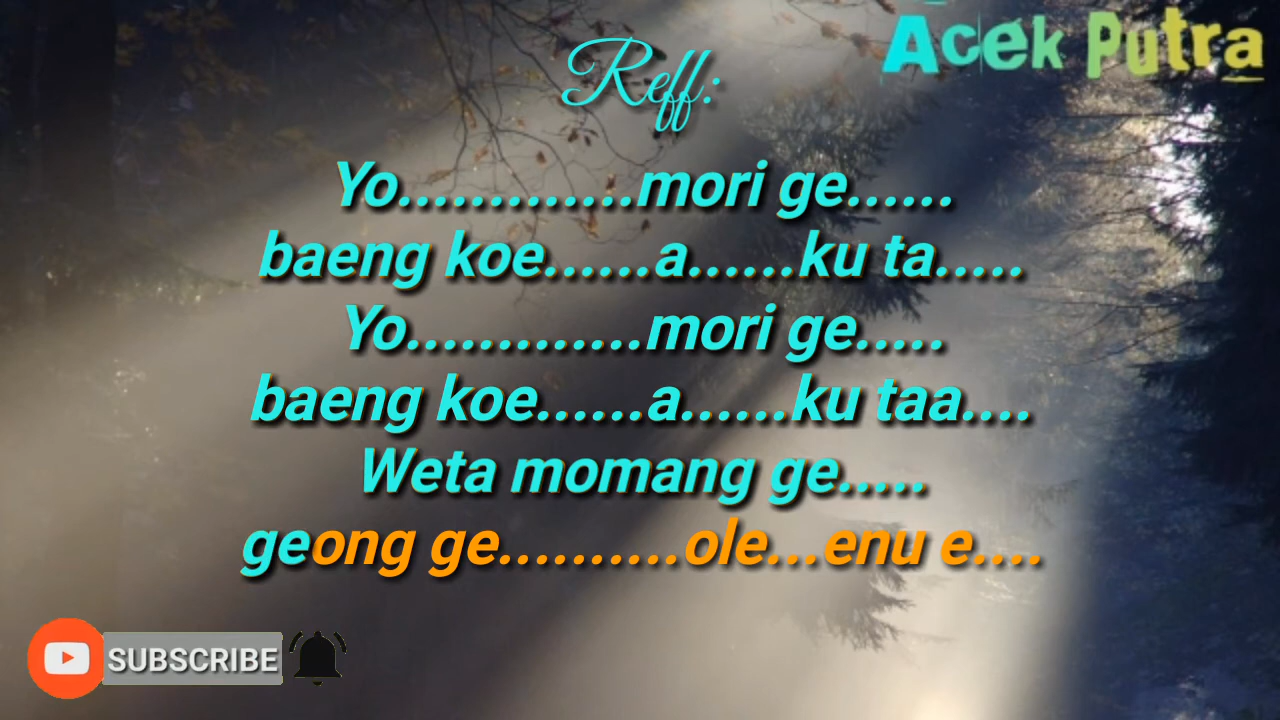 Acek Putra
Reff:
Yo.............mori ge......
baeng koe......a......ku ta.....
Yo.............mori ge.....
baeng koe......a......ku taa....
Weta momang ge.....
geong ge..........ole...enu e....
SUBSCRIBE